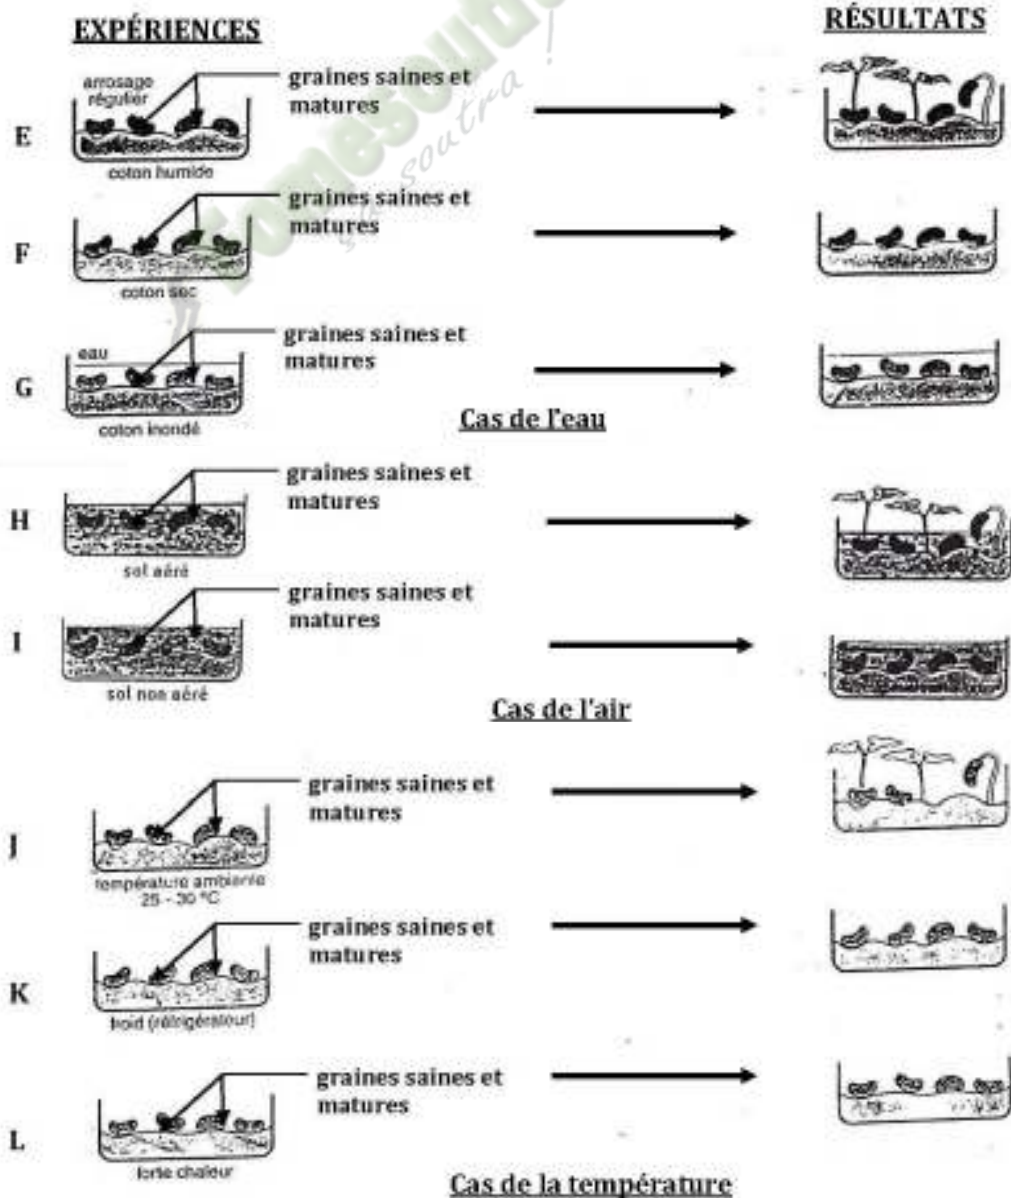 EXPÉRIENCES
RÉSULTATS
arrosage
régulier
graines saines et
matures
E
coton humide
graines saines et
matures
F
coton sec
graines saines et
matures
eau
G
coton inondé
Cas de l'eau
graines saines et
matures
H
sol aéré
graines saines et
matures
I
sol non aéré
Cas de l'air
graines saines et
matures
J
température ambiante
25 - 30 °C
graines saines et
matures
K
froid (réfrigérateur)
graines saines et
matures
L
forte chaleur
Cas de la température